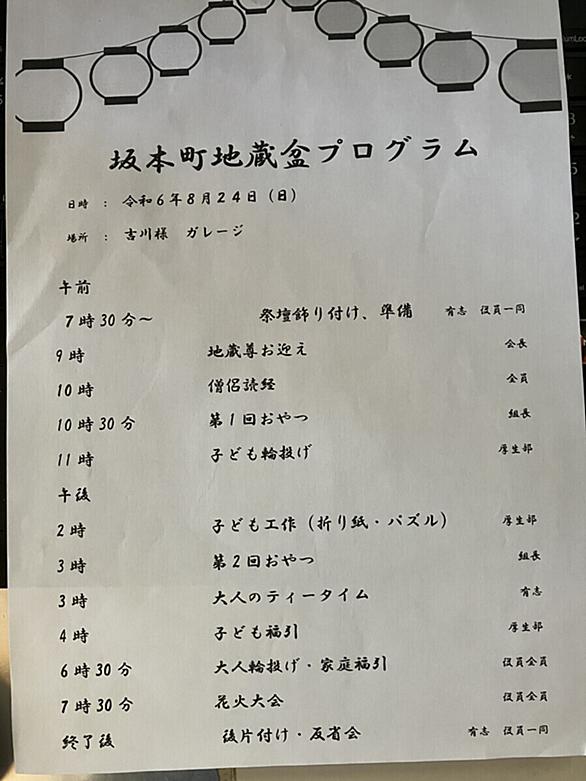 坂本町地蔵盆プログラム
日時 : 令和6年8月24日(日)
場所 : 吉川様 ガレージ
午前
7時30分~ 祭壇飾り付け、準備 有志 役員一同
9時 地蔵尊お迎え 会長
10時 僧侶読経 全員
10時30分 第1回おやつ 組長
11時 子ども輪投げ 厚生部
午後
2時 子ども工作(折り紙・パズル) 厚生部
3時 第2回おやつ 組長
3時 大人のティータイム 有志
4時 子ども福引 厚生部
6時30分 大人輪投げ・家庭福引 役員全員
7時30分 花火大会 役員全員
終了後 後片付け・反省会 有志 役員一同